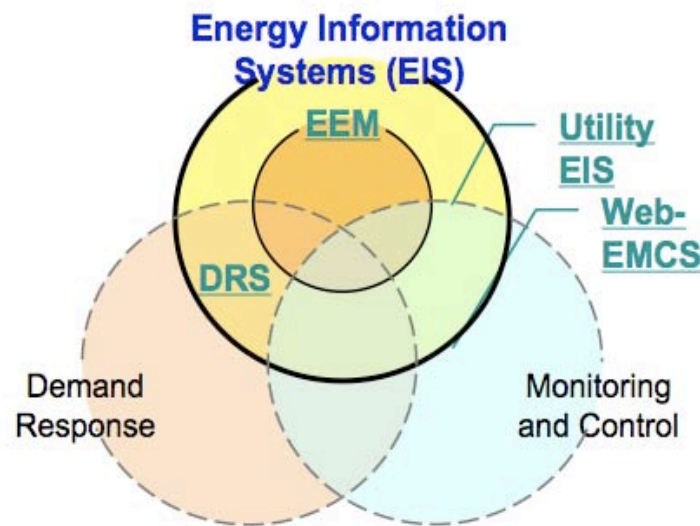 Energy Information
Systems (EIS)
EEM
Utility
EIS
Web-
EMCS
DRS
Demand
Response
Monitoring
and Control